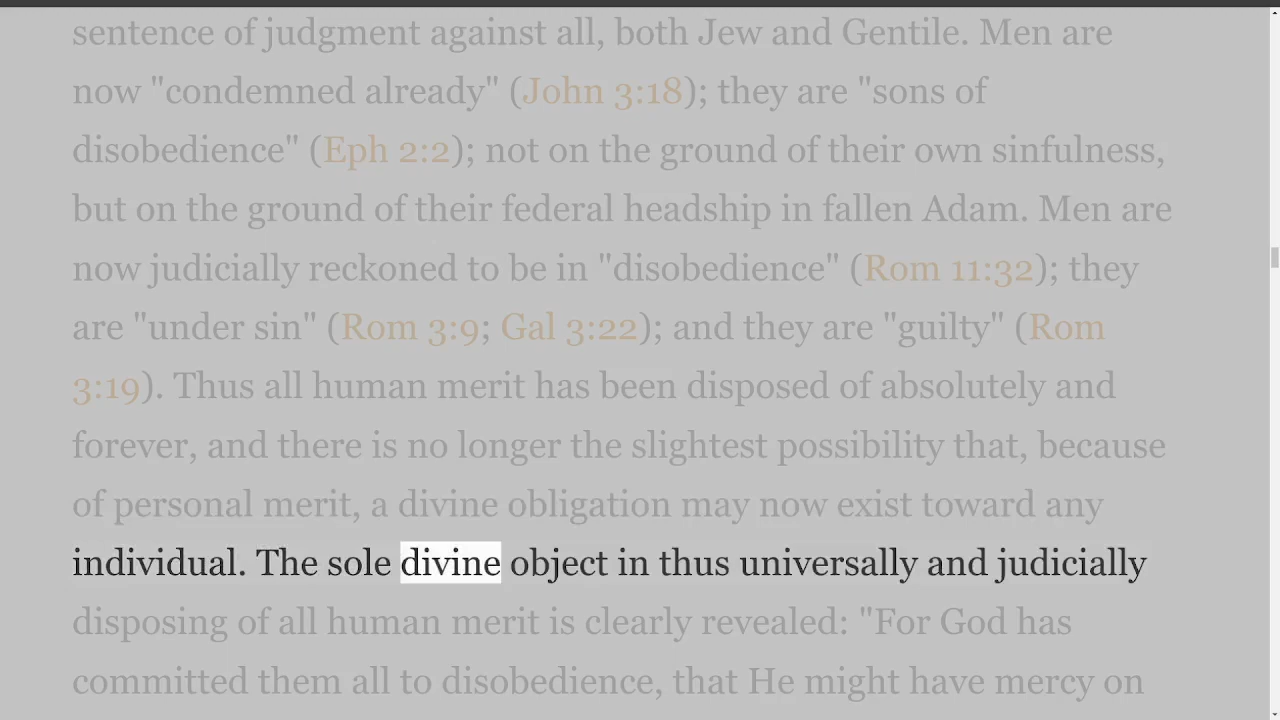 sentence of judgment against all, both Jew and Gentile. Men are
now "condemned already" (John 3:18); they are "sons of
disobedience" (Eph 2:2); not on the ground of their own sinfulness,
but on the ground of their federal headship in fallen Adam. Men are
now judicially reckoned to be in "disobedience" (Rom 11:32); they
are "under sin" (Rom 3:9; Gal 3:22); and they are "guilty" (Rom
3:19). Thus all human merit has been disposed of absolutely and
forever, and there is no longer the slightest possibility that, because
of personal merit, a divine obligation may now exist toward any
individual. The sole divine object in thus universally and judicially
disposing of all human merit is clearly revealed: "For God has
committed them all to disobedience, that He might have mercy on